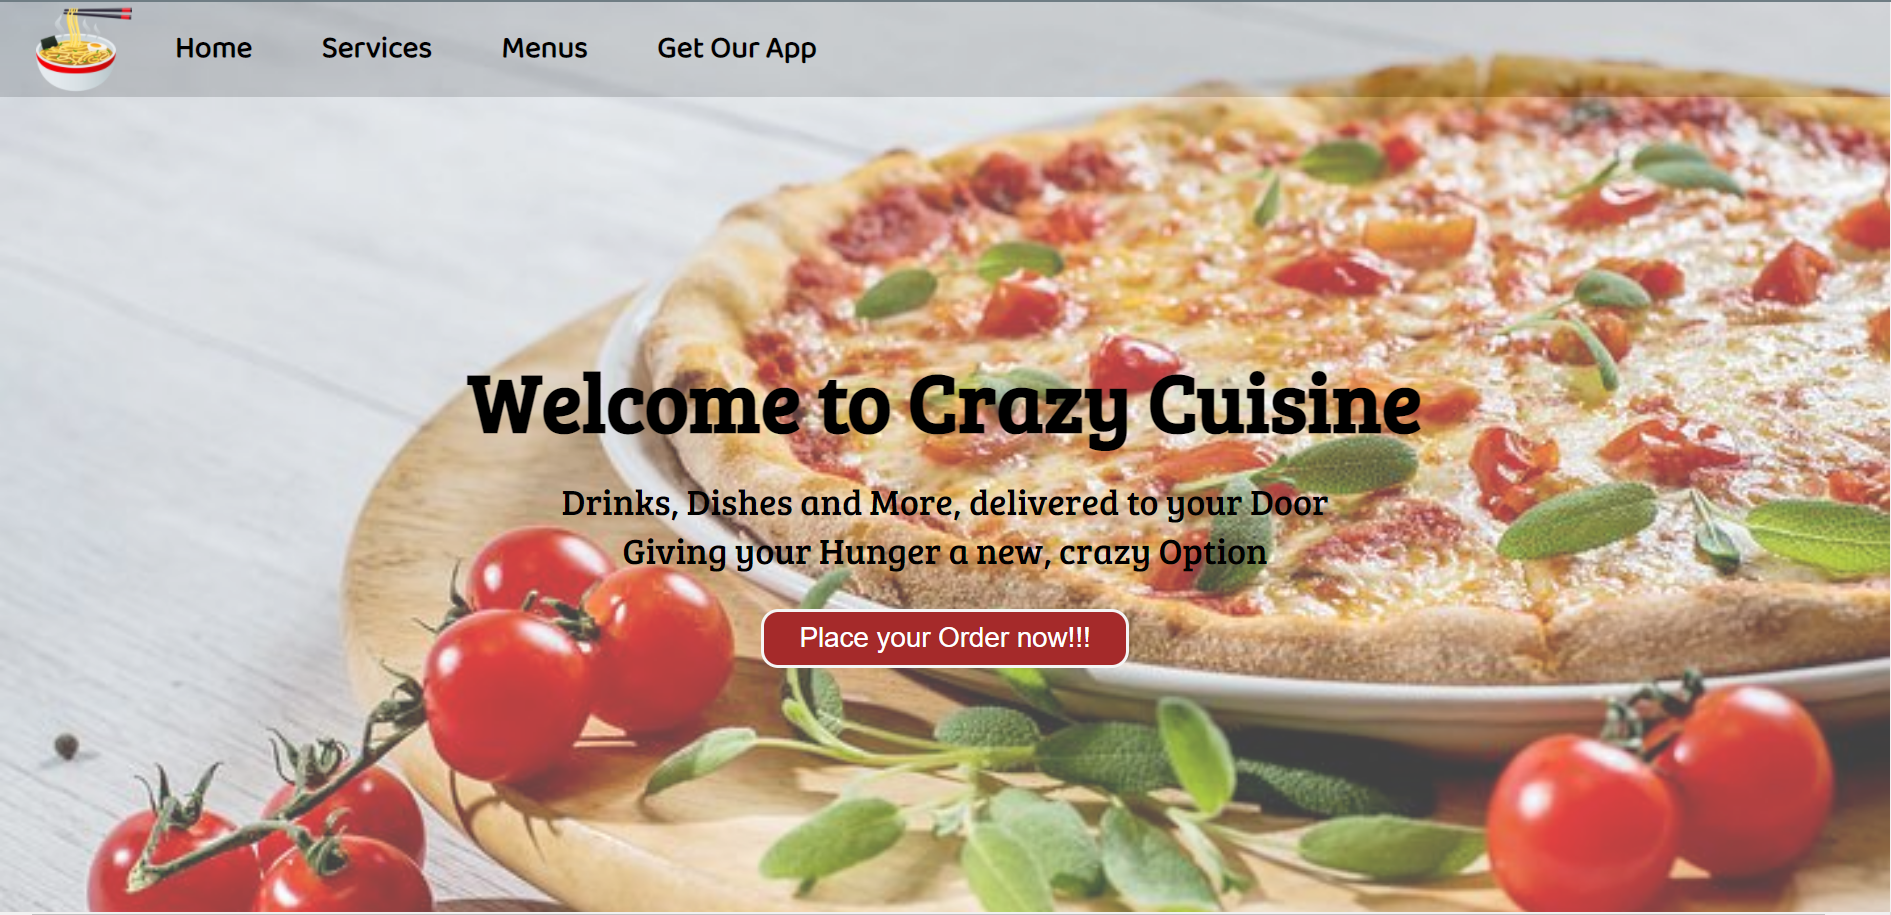 Home Services Menus Get Our App
Welcome to Crazy Cuisine
Drinks, Dishes and More, delivered to your Door
Giving your Hunger a new, crazy Option
Place your Order now!!!